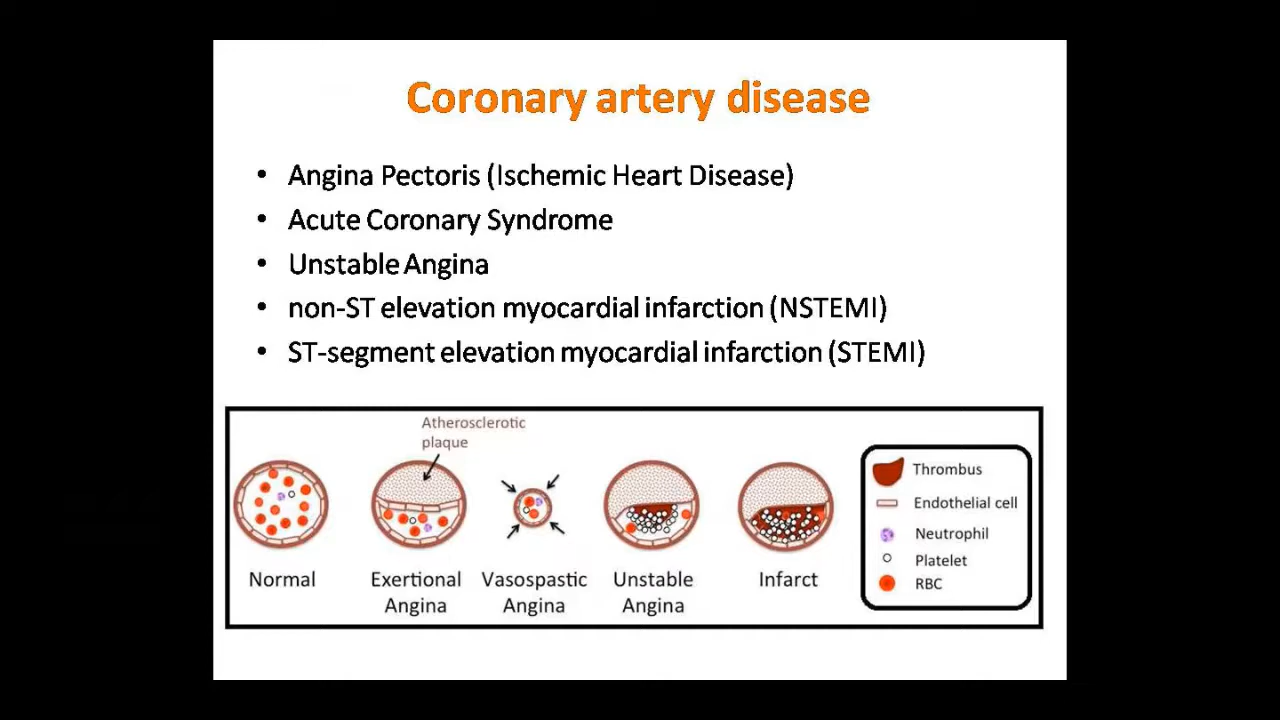 Coronary artery disease
• Angina Pectoris (Ischemic Heart Disease)
• Acute Coronary Syndrome
• Unstable Angina
• non-ST elevation myocardial infarction (NSTEMI)
• ST-segment elevation myocardial infarction (STEMI)
Atherosclerotic
plaque
Normal
Exertional
Angina
Vasospastic
Angina
Unstable
Angina
Infarct
Thrombus
Endothelial cell
Neutrophil
Platelet
RBC